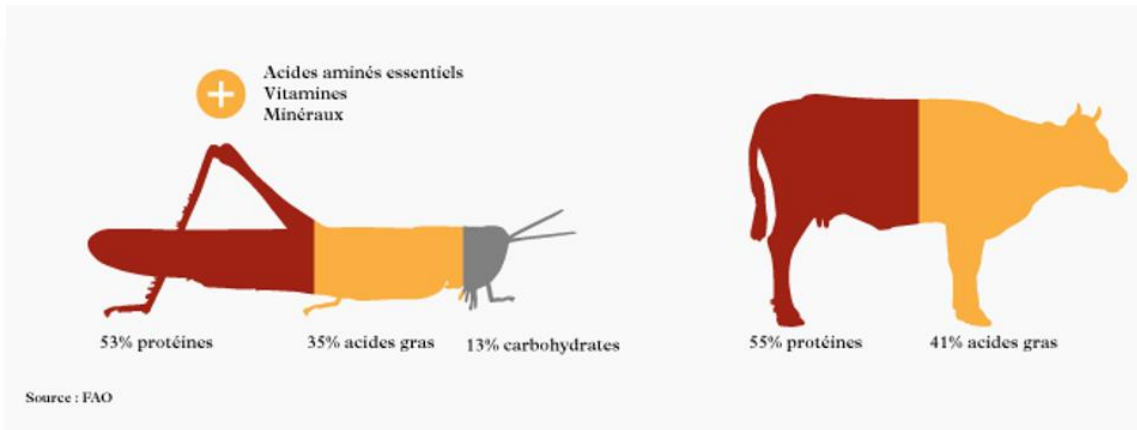 Acides aminés essentiels
Vitamines
Minéraux
53% protéines
35% acides gras
13% carbohydrates
55% protéines
41% acides gras
Source : FAO